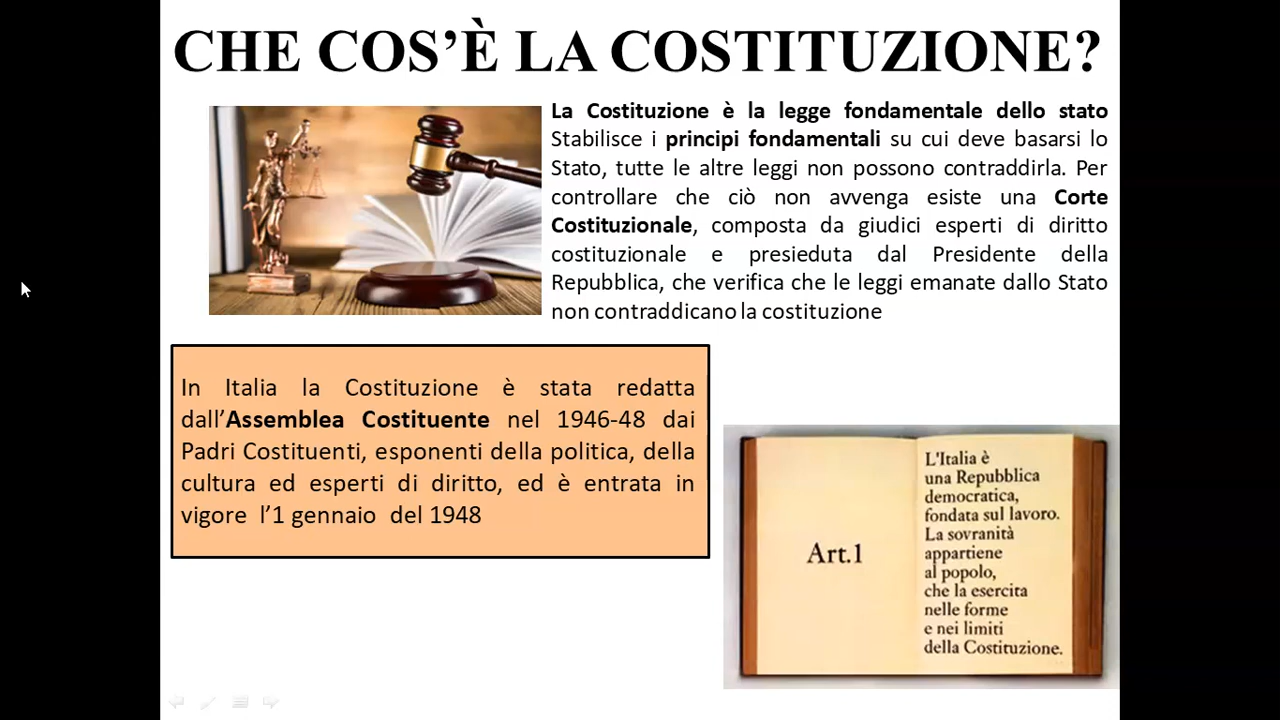 CHE COS’È LA COSTITUZIONE?
La Costituzione è la legge fondamentale dello stato
Stabilisce i principi fondamentali su cui deve basarsi lo
Stato, tutte le altre leggi non possono contraddirla. Per
controllare che ciò non avvenga esiste una Corte
Costituzionale, composta da giudici esperti di diritto
costituzionale e presieduta dal Presidente della
Repubblica, che verifica che le leggi emanate dallo Stato
non contraddicano la costituzione
In Italia la Costituzione è stata redatta
dall’Assemblea Costituente nel 1946-48 dai
Padri Costituenti, esponenti della politica, della
cultura ed esperti di diritto, ed è entrata in
vigore l’1 gennaio del 1948
Art.1
L'Italia è
una Repubblica
democratica,
fondata sul lavoro.
La sovranità
appartiene
al popolo,
che la esercita
nelle forme
e nei limiti
della Costituzione.